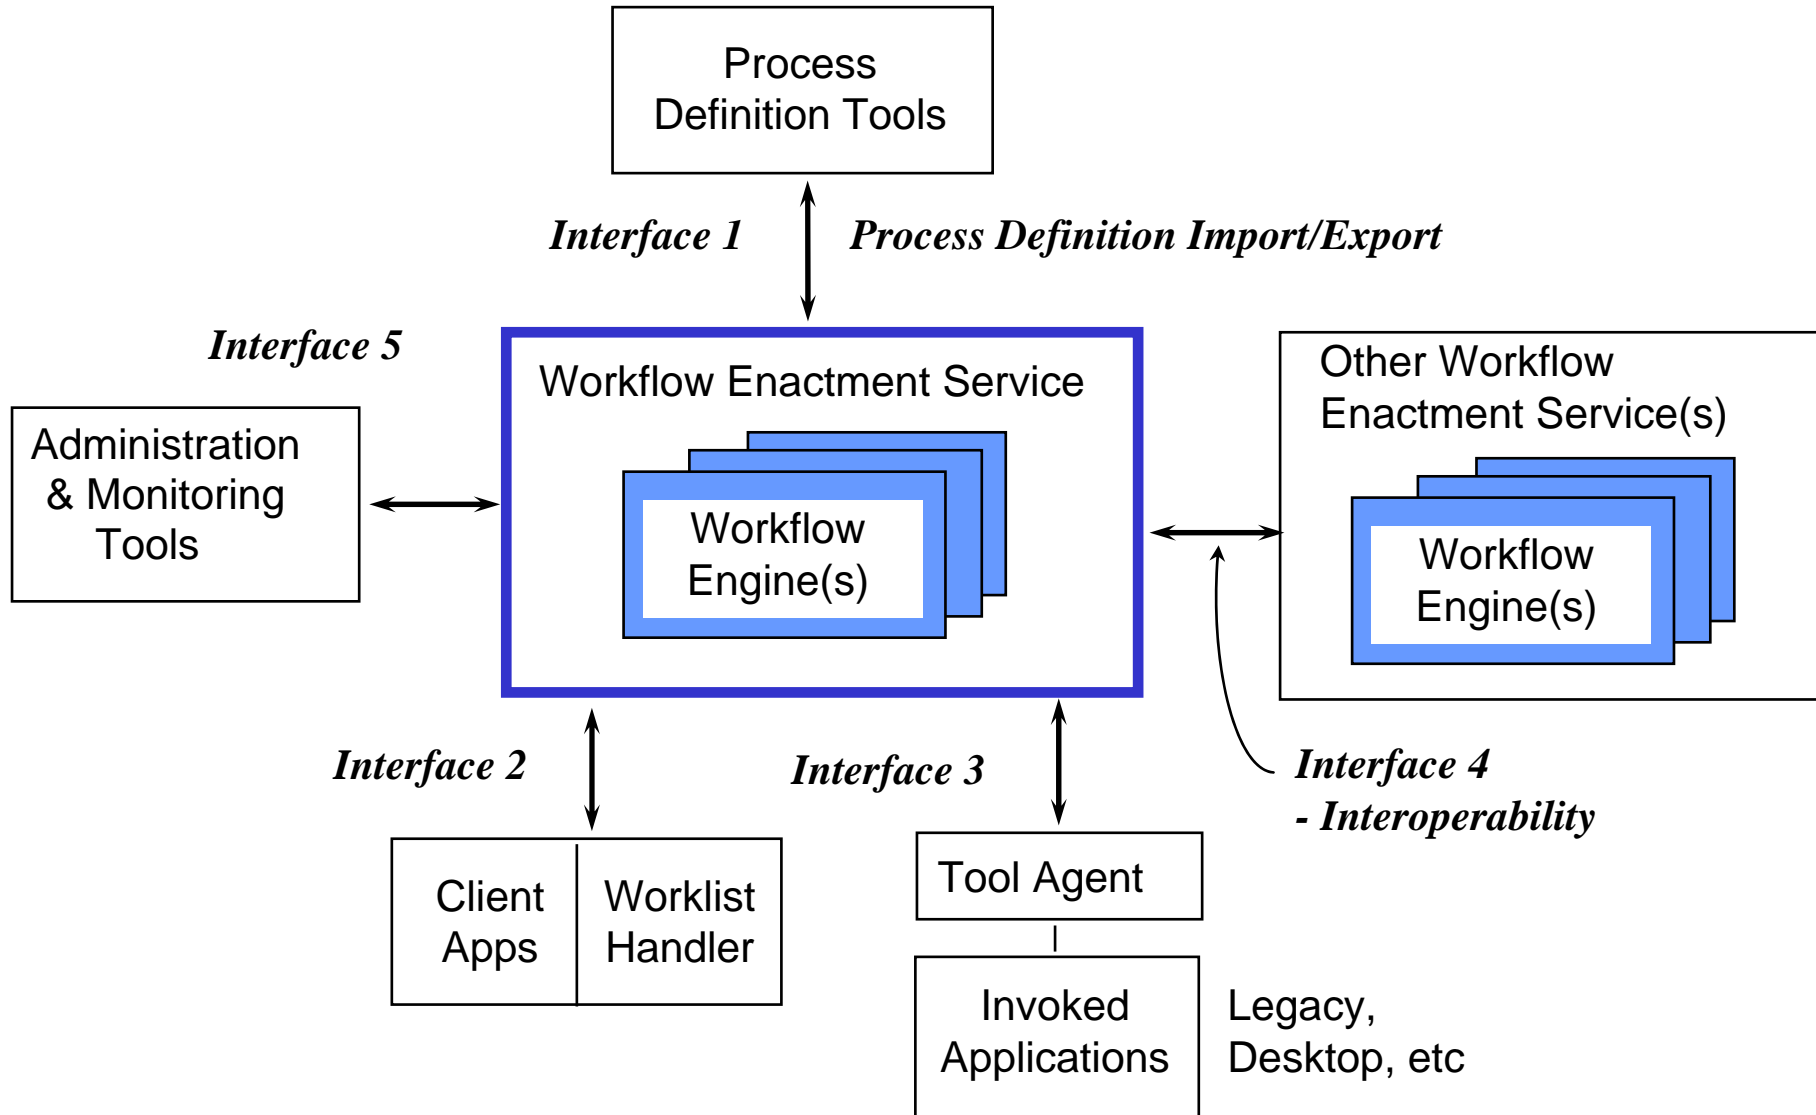 Process
Definition Tools
Interface 1
Process Definition Import/Export
Interface 5
Workflow Enactment Service
Other Workflow
Enactment Service(s)
Administration
& Monitoring
Tools
Workflow
Engine(s)
Workflow
Engine(s)
Interface 2
Interface 3
Interface 4
- Interoperability
Client
Apps
Worklist
Handler
Tool Agent
Invoked
Applications
Legacy,
Desktop, etc